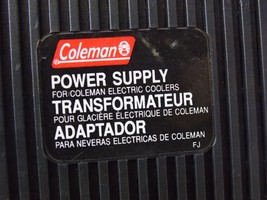 Coleman
POWER SUPPLY
FOR COLEMAN ELECTRIC COOLERS
TRANSFORMATEUR
POUR GLACIÈRE ÉLECTRIQUE DE COLEMAN
ADAPTADOR
PARA NEVERAS ELECTRICAS DE COLEMAN
FJ